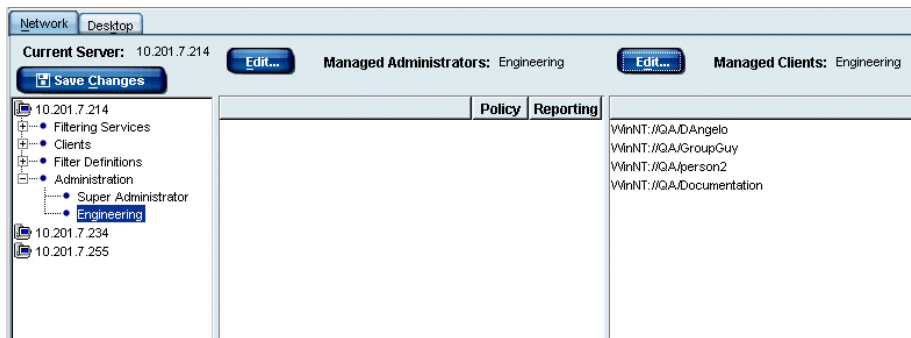 Network Desktop
Current Server: 10.201.7.214
Edit... Managed Administrators: Engineering
Edit... Managed Clients: Engineering
Save Changes
10.201.7.214
Filtering Services
Clients
Filter Definitions
Administration
Super Administrator
Engineering
10.201.7.234
10.201.7.255
Policy Reporting
WinNT://QA/DAngelo
WinNT://QA/GroupGuy
WinNT://QA/person2
WinNT://QA/Documentation